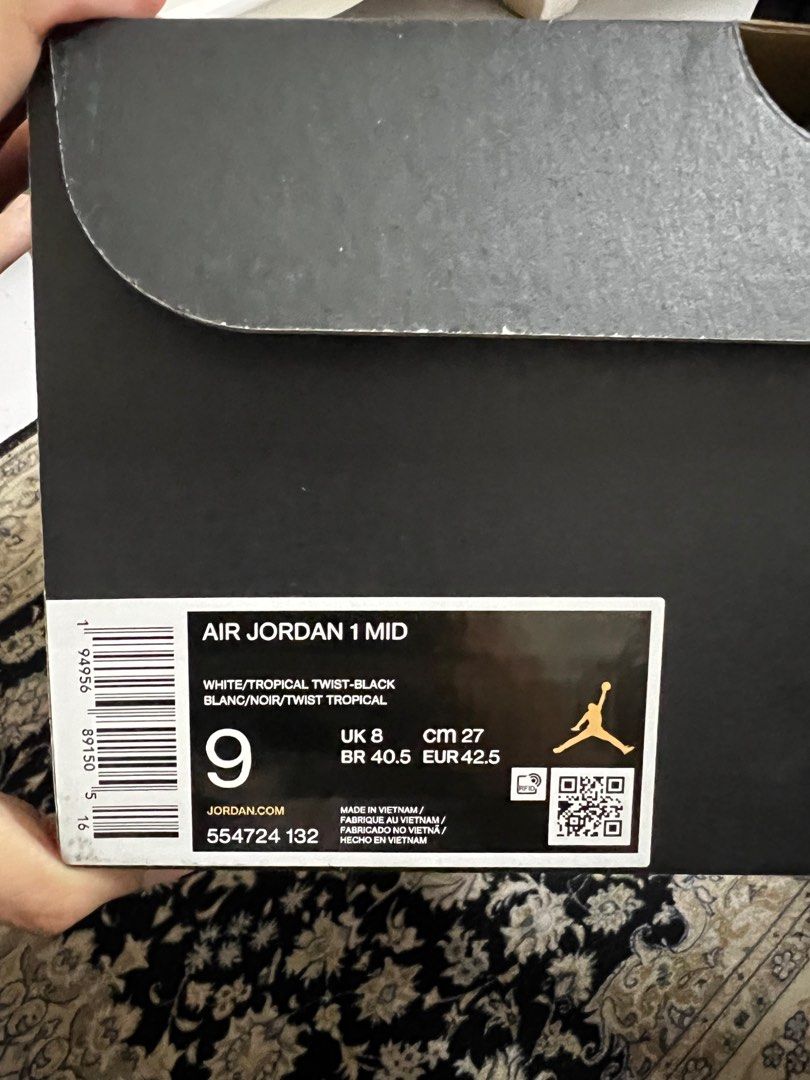 AIR JORDAN 1 MID
WHITE/TROPICAL TWIST-BLACK
BLANC/NOIR/TWIST TROPICAL
9
UK 8 cm 27
BR 40.5 EUR 42.5
RFID
JORDAN.COM
554724 132
MADE IN VIETNAM /
FABRIQUE AU VIETNAM /
FABRICADO NO VIETNÃ /
HECHO EN VIETNAM
1 94956 89150 5 16